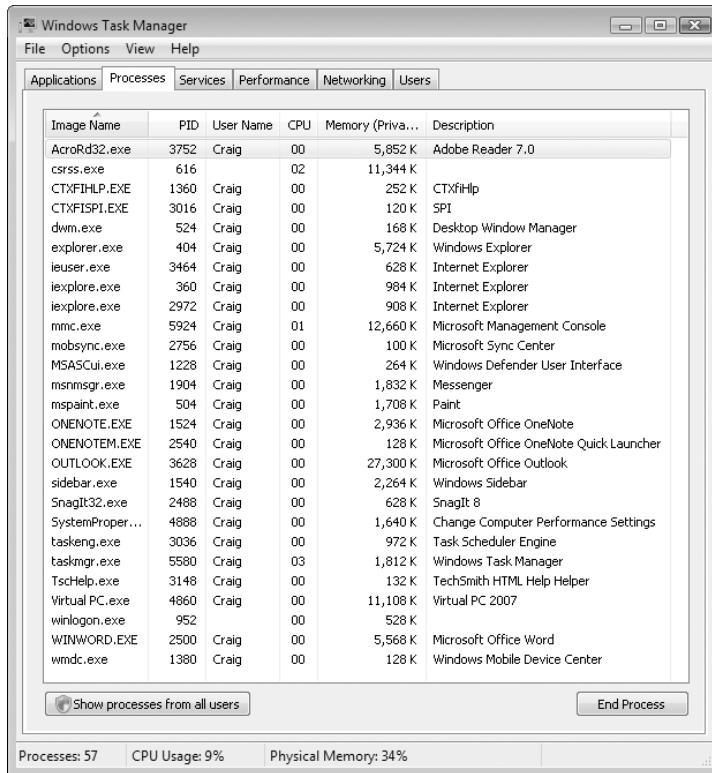 Windows Task Manager
File Options View Help
Applications Processes Services Performance Networking Users
Image Name PID User Name CPU Memory (Priva... Description
AcroRd32.exe 3752 Craig 00 5,852 K Adobe Reader 7.0
csrss.exe 616 02 11,344 K
CTXFIHLP.EXE 1360 Craig 00 252 K CTXfiHlp
CTXFISPI.EXE 3016 Craig 00 120 K SPI
dwm.exe 524 Craig 00 168 K Desktop Window Manager
explorer.exe 404 Craig 00 5,724 K Windows Explorer
ieuser.exe 3464 Craig 00 628 K Internet Explorer
iexplore.exe 360 Craig 00 984 K Internet Explorer
iexplore.exe 2972 Craig 00 908 K Internet Explorer
mmc.exe 5924 Craig 01 12,660 K Microsoft Management Console
mobsync.exe 2756 Craig 00 100 K Microsoft Sync Center
MSASCui.exe 1228 Craig 00 264 K Windows Defender User Interface
msnmsgr.exe 1904 Craig 00 1,832 K Messenger
mspaint.exe 504 Craig 00 1,708 K Paint
ONENOTE.EXE 1524 Craig 00 2,936 K Microsoft Office OneNote
ONENOTEM.EXE 2540 Craig 00 128 K Microsoft Office OneNote Quick Launcher
OUTLOOK.EXE 3628 Craig 00 27,300 K Microsoft Office Outlook
sidebar.exe 1540 Craig 00 2,264 K Windows Sidebar
SnagIt32.exe 2488 Craig 00 628 K SnagIt 8
SystemProper... 4888 Craig 00 1,640 K Change Computer Performance Settings
taskeng.exe 3036 Craig 00 972 K Task Scheduler Engine
taskmgr.exe 5580 Craig 03 1,812 K Windows Task Manager
TscHelp.exe 3148 Craig 00 132 K TechSmith HTML Help Helper
Virtual PC.exe 4860 Craig 00 11,108 K Virtual PC 2007
winlogon.exe 952 00 528 K
WINWORD.EXE 2500 Craig 00 5,568 K Microsoft Office Word
wmdc.exe 1380 Craig 00 128 K Windows Mobile Device Center
Show processes from all users End Process
Processes: 57 CPU Usage: 9% Physical Memory: 34%